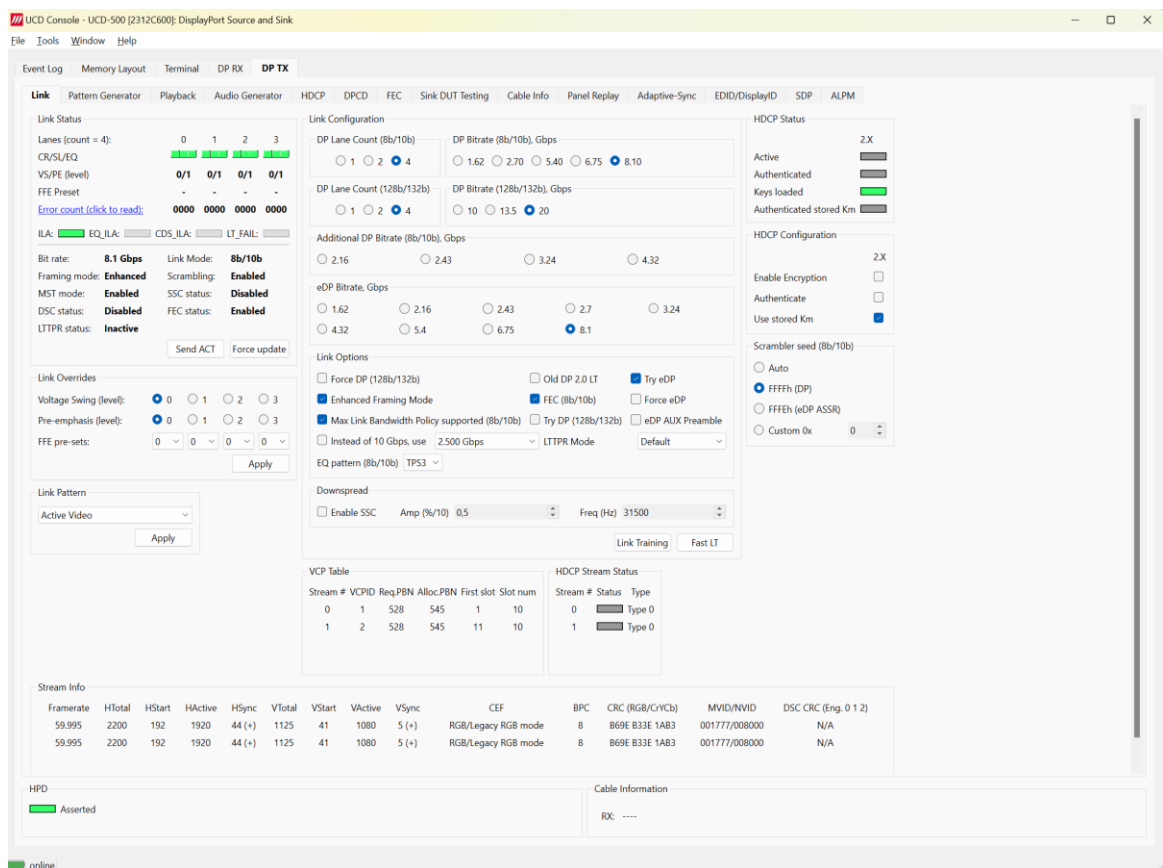 UCD Console - UCD-500 [2312C600]: DisplayPort Source and Sink
File Tools Window Help
Event Log Memory Layout Terminal DP RX DP TX
Link Pattern Generator Playback Audio Generator HDCP DPCD FEC Sink DUT Testing Cable Info Panel Replay Adaptive-Sync EDID/DisplayID SDP ALPM
Link Status
Lanes (count = 4): 0 1 2 3
CR/SL/EQ
VS/PE (level) 0/1 0/1 0/1 0/1
FFE Preset - - - -
Error count (click to read): 0000 0000 0000 0000
ILA: EQ_ILA: CDS_ILA: LT_FAIL:
Bit rate: 8.1 Gbps Link Mode: 8b/10b
Framing mode: Enhanced Scrambling: Enabled
MST mode: Enabled SSC status: Disabled
DSC status: Disabled FEC status: Enabled
LTTPR status: Inactive
Send ACT Force update
Link Overrides
Voltage Swing (level): 0 1 2 3
Pre-emphasis (level): 0 1 2 3
FFE pre-sets: 0 0 0 0
Apply
Link Pattern
Active Video
Apply
Link Configuration
DP Lane Count (8b/10b) DP Bitrate (8b/10b), Gbps
1 2 4 1.62 2.70 5.40 6.75 8.10
DP Lane Count (128b/132b) DP Bitrate (128b/132b), Gbps
1 2 4 10 13.5 20
Additional DP Bitrate (8b/10b), Gbps
2.16 2.43 3.24 4.32
eDP Bitrate, Gbps
1.62 2.16 2.43 2.7 3.24
4.32 5.4 6.75 8.1
Link Options
Force DP (128b/132b) Old DP 2.0 LT Try eDP
Enhanced Framing Mode FEC (8b/10b) Force eDP
Max Link Bandwidth Policy supported (8b/10b) Try DP (128b/132b) eDP AUX Preamble
Instead of 10 Gbps, use 2.500 Gbps LTTPR Mode Default
EQ pattern (8b/10b) TPS3
Downspread
Enable SSC Amp (%/10) 0,5 Freq (Hz) 31500
Link Training Fast LT
HDCP Status
2.X
Active
Authenticated
Keys loaded
Authenticated stored Km
HDCP Configuration
2.X
Enable Encryption
Authenticate
Use stored Km
Scrambler seed (8b/10b)
Auto
FFFFh (DP)
FFFEh (eDP ASSR)
Custom 0x 0
VCP Table
Stream # VCPID Req.PBN Alloc.PBN First slot Slot num
0 1 528 545 1 10
1 2 528 545 11 10
HDCP Stream Status
Stream # Status Type
0 Type 0
1 Type 0
Stream Info
Framerate HTotal HStart HActive HSync VTotal VStart VActive VSync CEF BPC CRC (RGB/CrYCb) MVID/NVID DSC CRC (Eng. 0 1 2)
59.995 2200 192 1920 44 (+) 1125 41 1080 5 (+) RGB/Legacy RGB mode 8 B69E B33E 1AB3 001777/008000 N/A
59.995 2200 192 1920 44 (+) 1125 41 1080 5 (+) RGB/Legacy RGB mode 8 B69E B33E 1AB3 001777/008000 N/A
HPD
Asserted
Cable Information
RX: ----
online